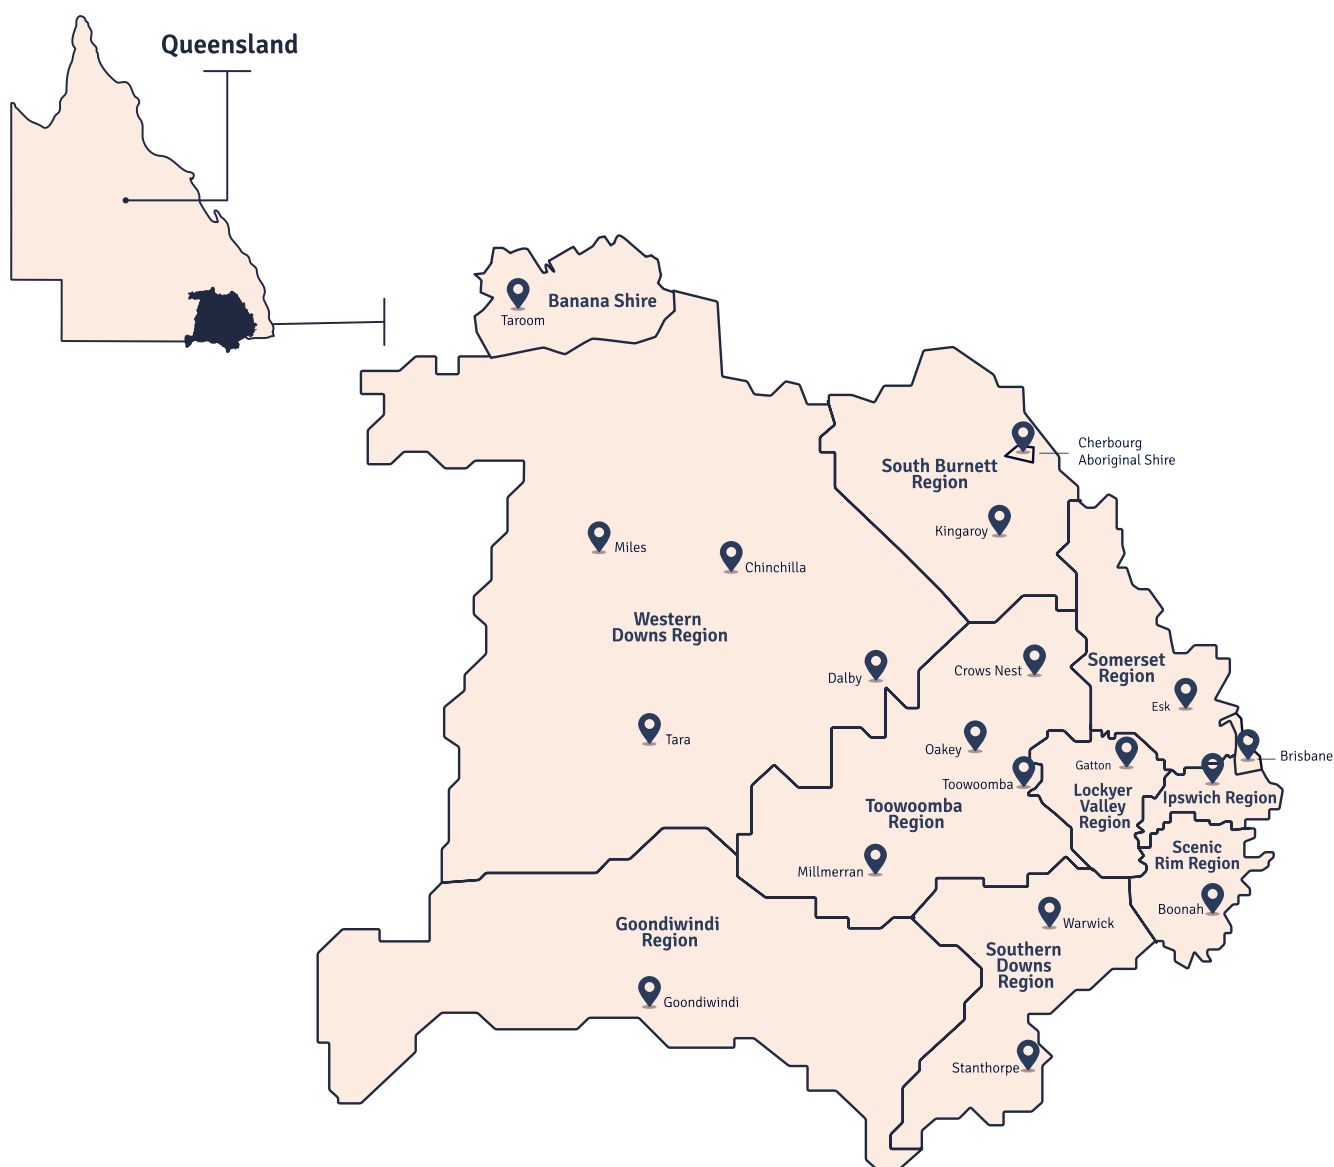 Queensland
Banana Shire
Taroom
Cherbourg
Aboriginal Shire
South Burnett
Region
Kingaroy
Miles
Chinchilla
Western
Downs Region
Dalby
Crows Nest
Somerset
Region
Esk
Tara
Oakey
Brisbane
Gatton
Toowoomba
Lockyer
Valley
Region
Ipswich Region
Toowoomba
Region
Scenic
Rim Region
Millmerran
Boonah
Goondiwindi
Region
Warwick
Southern
Downs
Region
Goondiwindi
Stanthorpe